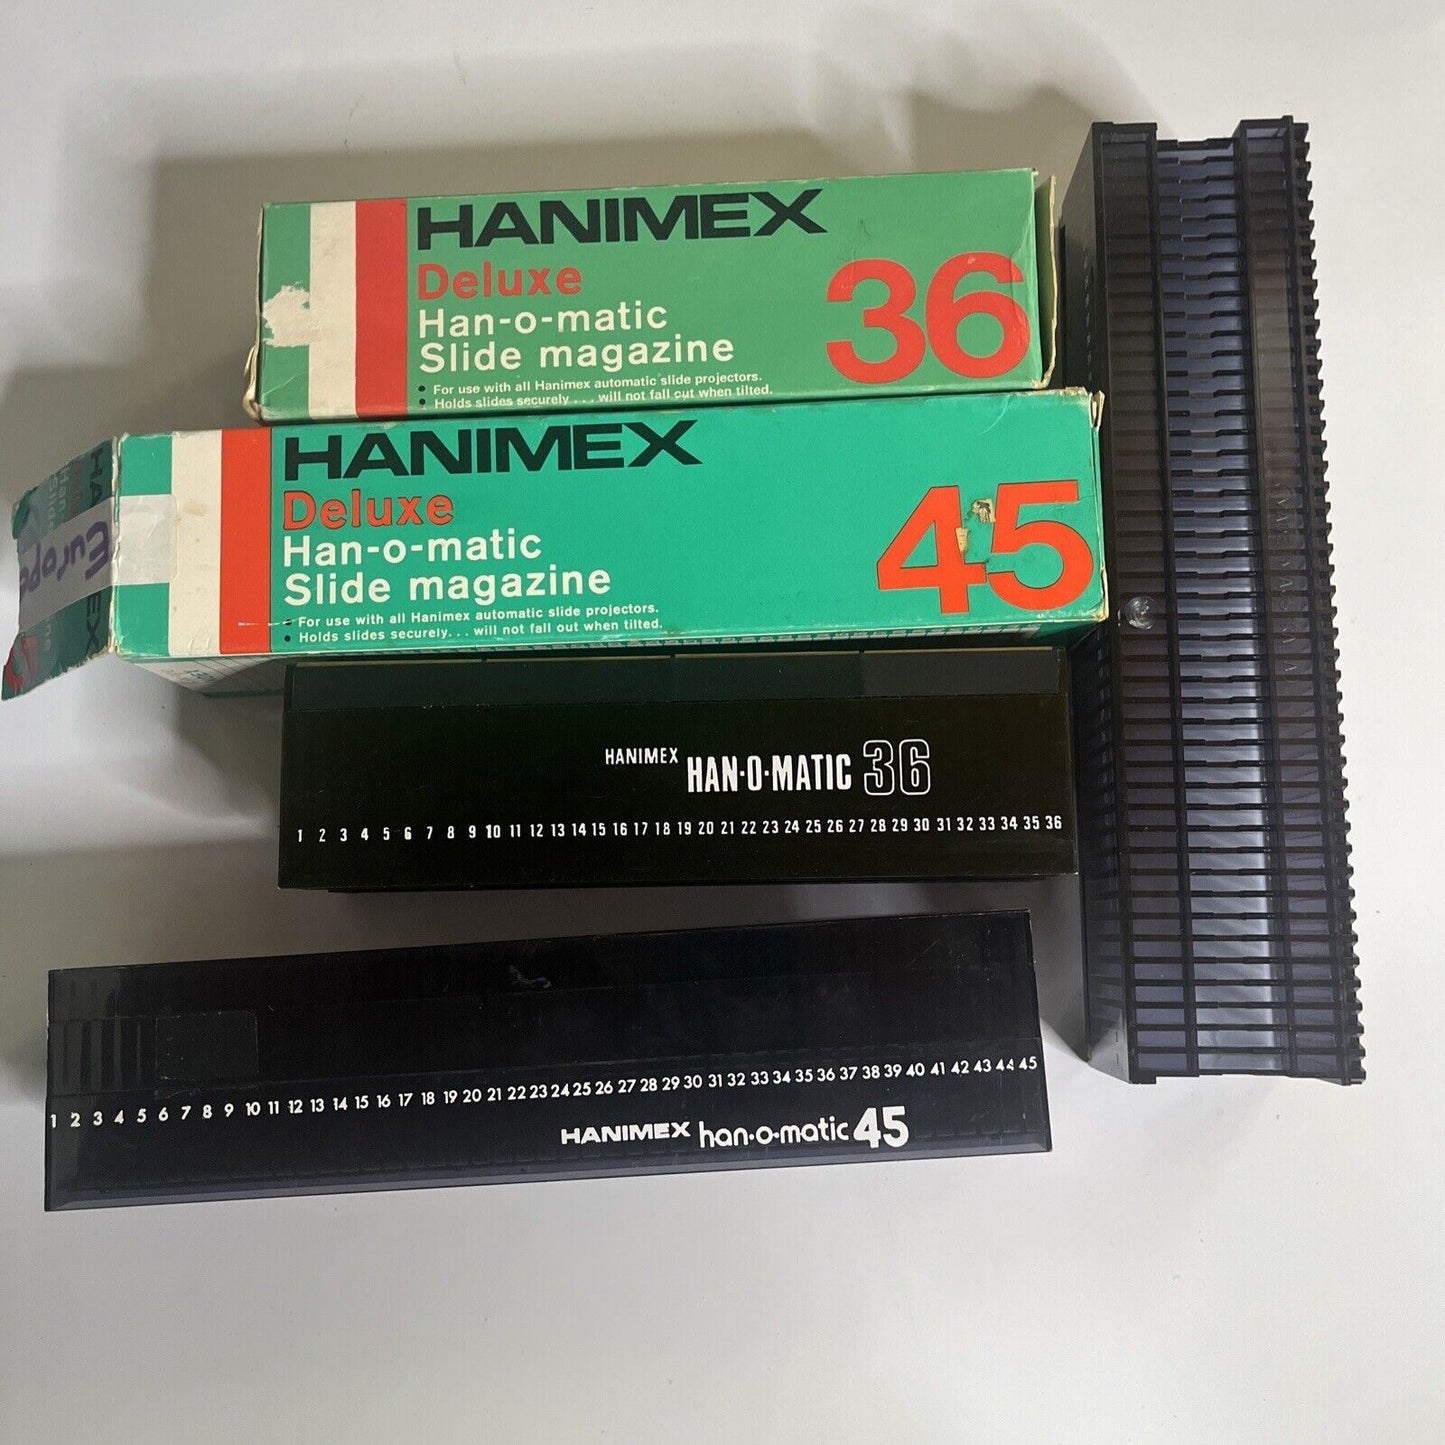 HANIMEX
Deluxe
Han-o-matic
Slide magazine
36
• For use with all Hanimex automatic slide projectors.
• Holds slides securely . . . will not fall out when tilted.
HANIMEX
Deluxe
Han-o-matic
Slide magazine
45
• For use with all Hanimex automatic slide projectors.
• Holds slides securely. . . will not fall out when tilted.
HANIMEX HAN·O·MATIC 36
1 2 3 4 5 6 7 8 9 10 11 12 13 14 15 16 17 18 19 20 21 22 23 24 25 26 27 28 29 30 31 32 33 34 35 36
1 2 3 4 5 6 7 8 9 10 11 12 13 14 15 16 17 18 19 20 21 22 23 24 25 26 27 28 29 30 31 32 33 34 35 36 37 38 39 40 41 42 43 44 45
HANIMEX han·o·matic 45